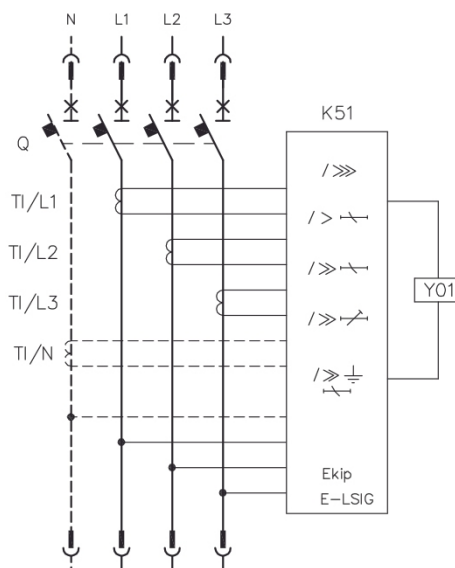 N L1 L2 L3
K51
Q
I >>>
TI/L1
I >
TI/L2
I >>
Y01
TI/L3
I >>
TI/N
I >>
Ekip
E-LSIG